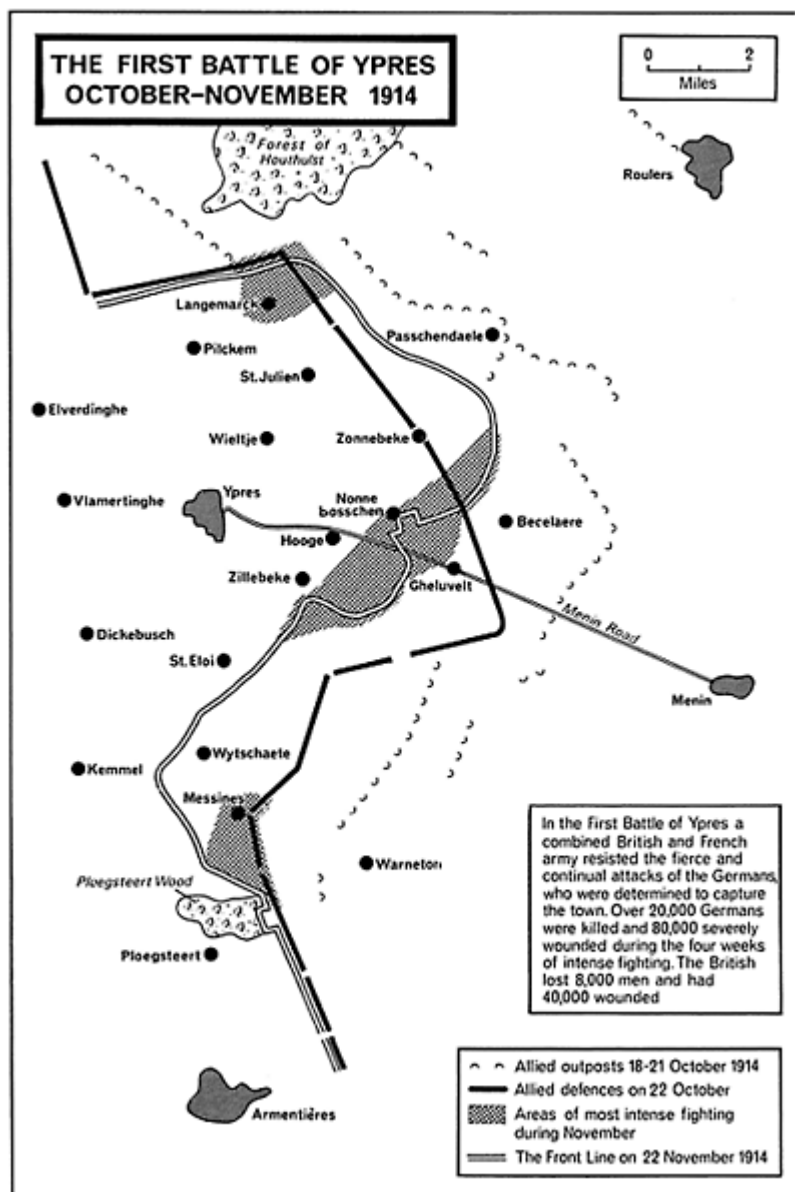 THE FIRST BATTLE OF YPRES
OCTOBER–NOVEMBER 1914
0 2
Miles
Forest of
Houthulst
Roulers
Langemarck
Passchendaele
Pilckem
St. Julien
Elverdinghe
Wieltje
Zonnebeke
Vlamertinghe
Ypres
Nonne
bosschen
Becelaere
Hooge
Zillebeke
Gheluvelt
Menin Road
Dickebusch
St. Eloi
Menin
Wytschaete
Kemmel
Messines
Warneton
Ploegsteert Wood
Ploegsteert
Armentières
In the First Battle of Ypres a
combined British and French
army resisted the fierce and
continual attacks of the Germans,
who were determined to capture
the town. Over 20,000 Germans
were killed and 80,000 severely
wounded during the four weeks
of intense fighting. The British
lost 8,000 men and had
40,000 wounded
Allied outposts 18-21 October 1914
Allied defences on 22 October
Areas of most intense fighting
during November
The Front Line on 22 November 1914